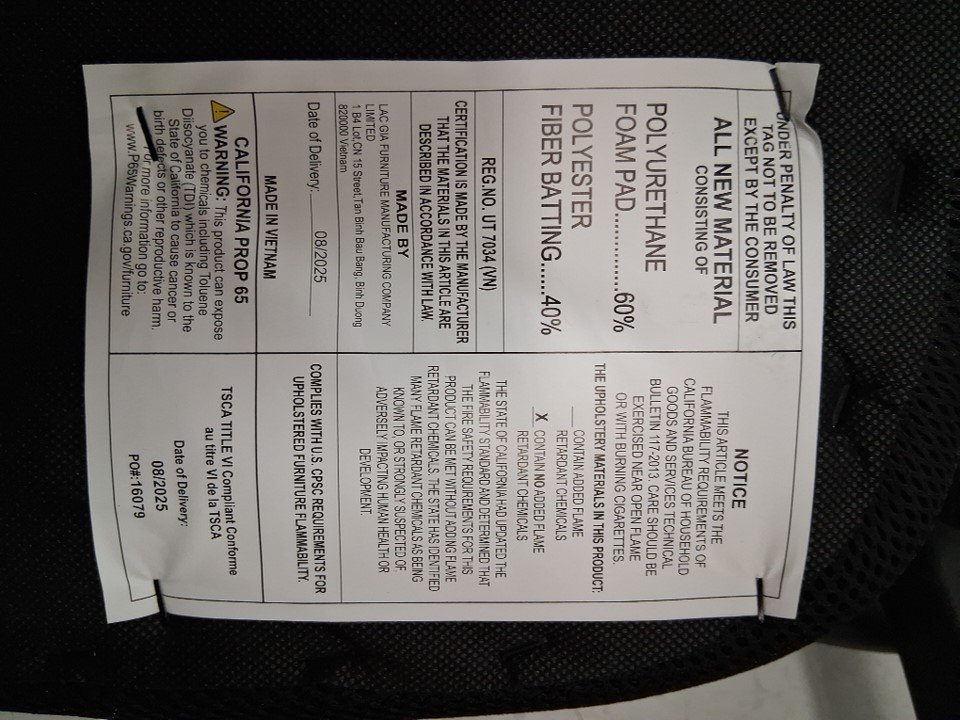 UNDER PENALTY OF LAW THIS
TAG NOT TO BE REMOVED
EXCEPT BY THE CONSUMER
ALL NEW MATERIAL
CONSISTING OF
POLYURETHANE
FOAM PAD..............60%
POLYESTER
FIBER BATTING......40%
REG.NO. UT 7034 (VN)
CERTIFICATION IS MADE BY THE MANUFACTURER
THAT THE MATERIALS IN THIS ARTICLE ARE
DESCRIBED IN ACCORDANCE WITH LAW.
MADE BY
LAC GIA FURNITURE MANUFACTURING COMPANY
LIMITED
1 B4 Lot,CN 15 Street,Tan Binh Bau Bang, Binh Duong
820000 Vietnam
Date of Delivery: 08/2025
MADE IN VIETNAM
CALIFORNIA PROP 65
WARNING: This product can expose
you to chemicals including Toluene
Diisocyanate (TDI) which is known to the
State of California to cause cancer or
birth defects or other reproductive harm.
For more information go to:
www.P65Warnings.ca.gov/furniture
NOTICE
THIS ARTICLE MEETS THE
FLAMMABILITY REQUIREMENTS OF
CALIFORNIA BUREAU OF HOUSEHOLD
GOODS AND SERVICES TECHNICAL
BULLETIN 117-2013. CARE SHOULD BE
EXERCISED NEAR OPEN FLAME
OR WITH BURNING CIGARETTES.
THE UPHOLSTERY MATERIALS IN THIS PRODUCT:
____ CONTAIN ADDED FLAME
RETARDANT CHEMICALS
X CONTAIN NO ADDED FLAME
RETARDANT CHEMICALS
THE STATE OF CALIFORNIA HAD UPDATED THE
FLAMMABILITY STANDARD AND DETERMINED THAT
THE FIRE SAFETY REQUIREMENTS FOR THIS
PRODUCT CAN BE MET WITHOUT ADDING FLAME
RETARDANT CHEMICALS. THE STATE HAS IDENTIFIED
MANY FLAME RETARDANT CHEMICALS AS BEING
KNOWN TO, OR STRONGLY SUSPECTED OF
ADVERSELY IMPACTING HUMAN HEALTH OR
DEVELOPMENT.
COMPLIES WITH U.S. CPSC REQUIREMENTS FOR
UPHOLSTERED FURNITURE FLAMMABILITY.
TSCA TITLE VI Compliant Conforme
au titre VI de la TSCA
Date of Delivery:
08/2025
PO#:16079